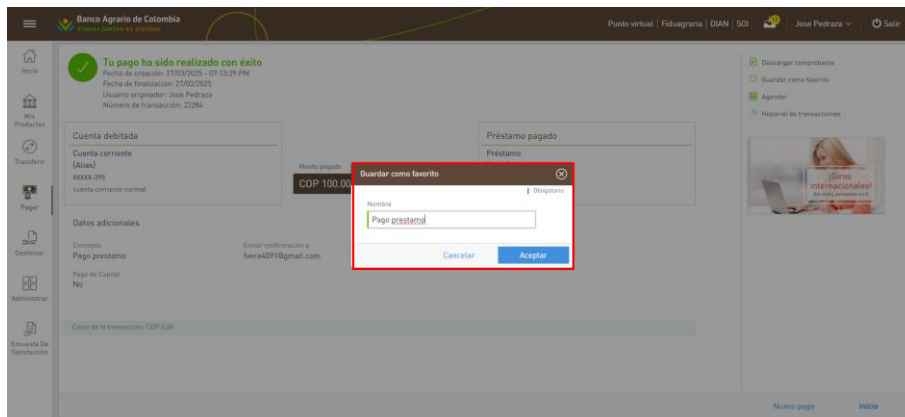 Banco Agrario de Colombia
Crecer juntos es posible
Punto virtual | Fiduagraria | DIAN | SOI
Jose Pedraza
Salir
Inicio
Mis
Productos
Transferir
Pagar
Gestionar
Administrar
Encuesta De
Satisfacción
Tu pago ha sido realizado con éxito
Fecha de creación: 27/03/2025 - 07:13:29 PM
Fecha de finalización: 27/03/2025
Usuario originador: Jose Pedraza
Número de transacción: 22284
Descargar comprobante
Guardar como favorito
Agendar
Historial de transacciones
Cuenta debitada
Cuenta corriente
(Alias)
XXXXX-395
cuenta corriente normal
Monto pagado
COP 100.00
Préstamo pagado
Préstamo
Guardar como favorito
Obligatorio
Nombre
Pago prestamo
Cancelar
Aceptar
¡Giros
internacionales!
Datos adicionales
Concepto
Pago prestamo
Enviar confirmación a
fvera4091@gmail.com
Pago de Capital
No
Costo de la transacción: COP 0,00
Nuevo pago
Inicio